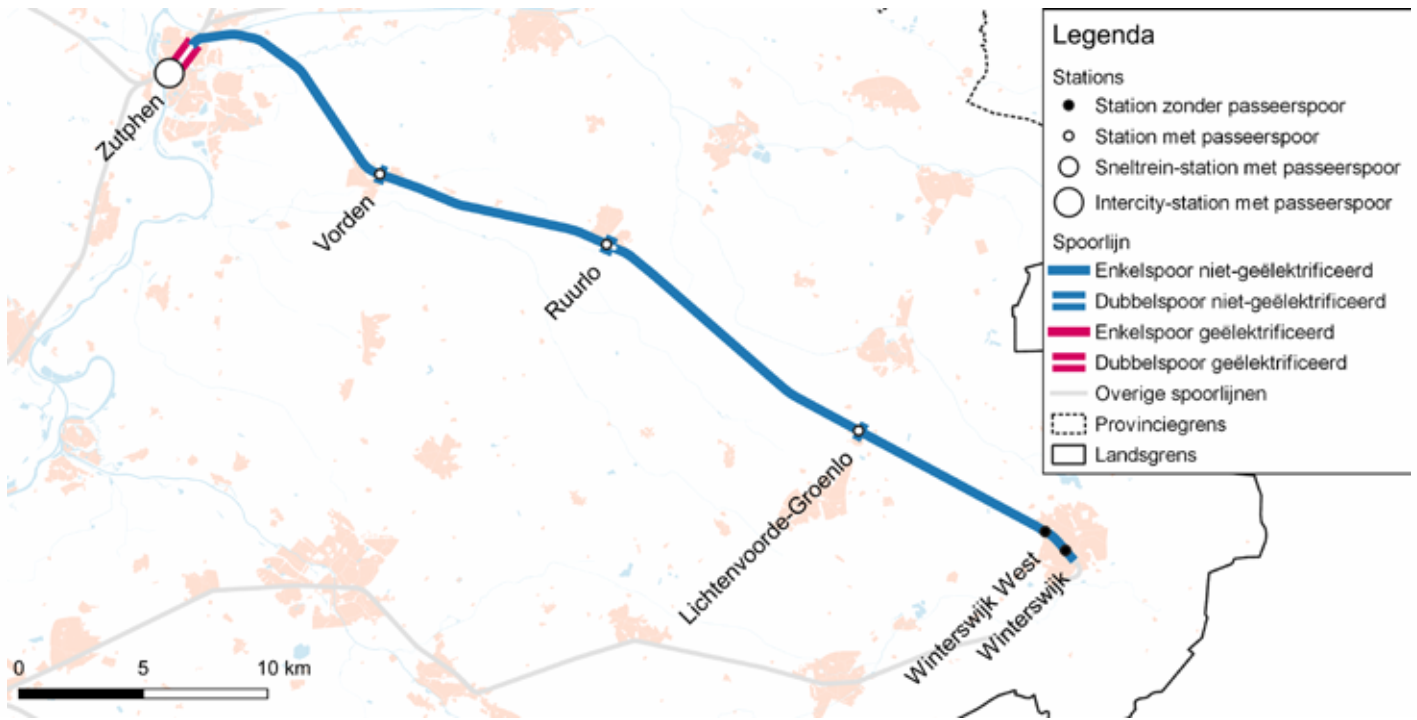 Zutphen
Vorden
Ruurlo
Lichtenvoorde-Groenlo
Winterswijk West
Winterswijk
0 5 10 km
Legenda
Stations
Station zonder passeerspoor
Station met passeerspoor
Sneltrein-station met passeerspoor
Intercity-station met passeerspoor
Spoorlijn
Enkelspoor niet-geëlektrificeerd
Dubbelspoor niet-geëlektrificeerd
Enkelspoor geëlektrificeerd
Dubbelspoor geëlektrificeerd
Overige spoorlijnen
Provinciegrens
Landsgrens